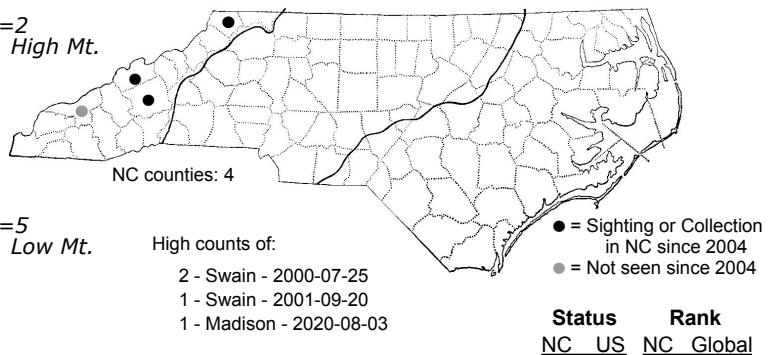 =2
High Mt.
NC counties: 4
=5
Low Mt.
High counts of:
2 - Swain - 2000-07-25
1 - Swain - 2001-09-20
1 - Madison - 2020-08-03
● = Sighting or Collection
in NC since 2004
● = Not seen since 2004
Status Rank
NC US NC Global